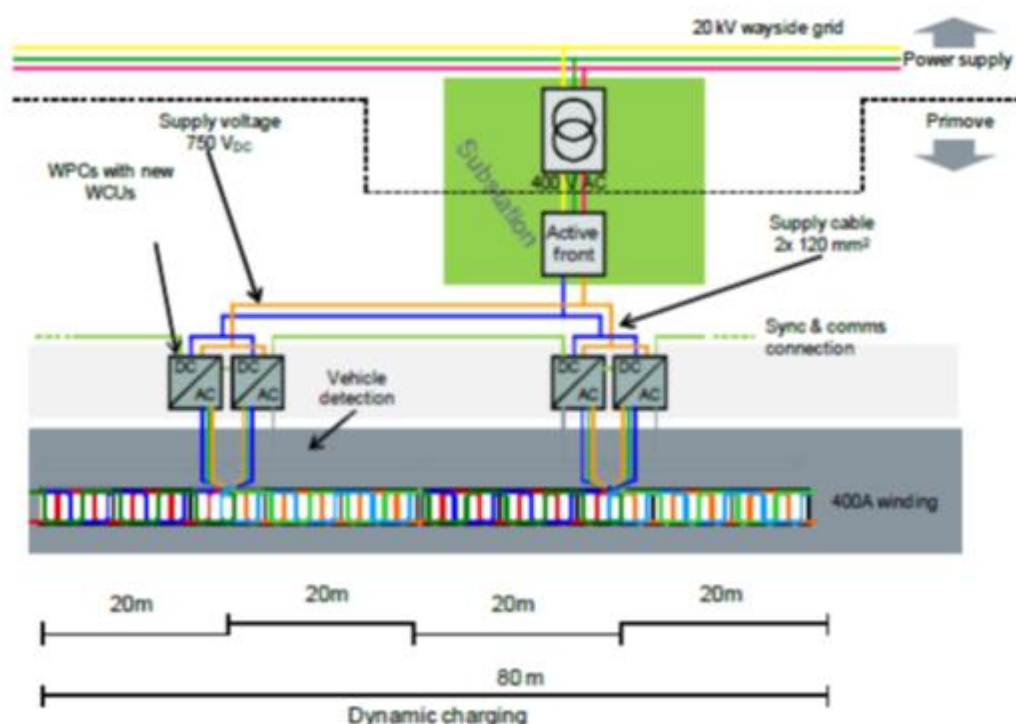 20 kV wayside grid
Power supply
Supply voltage
750 VDC
Primove
WPCs with new
WCUs
Substation
400 V AC
Active
front
Supply cable
2x 120 mm²
Sync & comms
connection
DC
AC
DC
AC
DC
AC
DC
AC
Vehicle
detection
400A winding
20m
20m
20m
20m
80 m
Dynamic charging